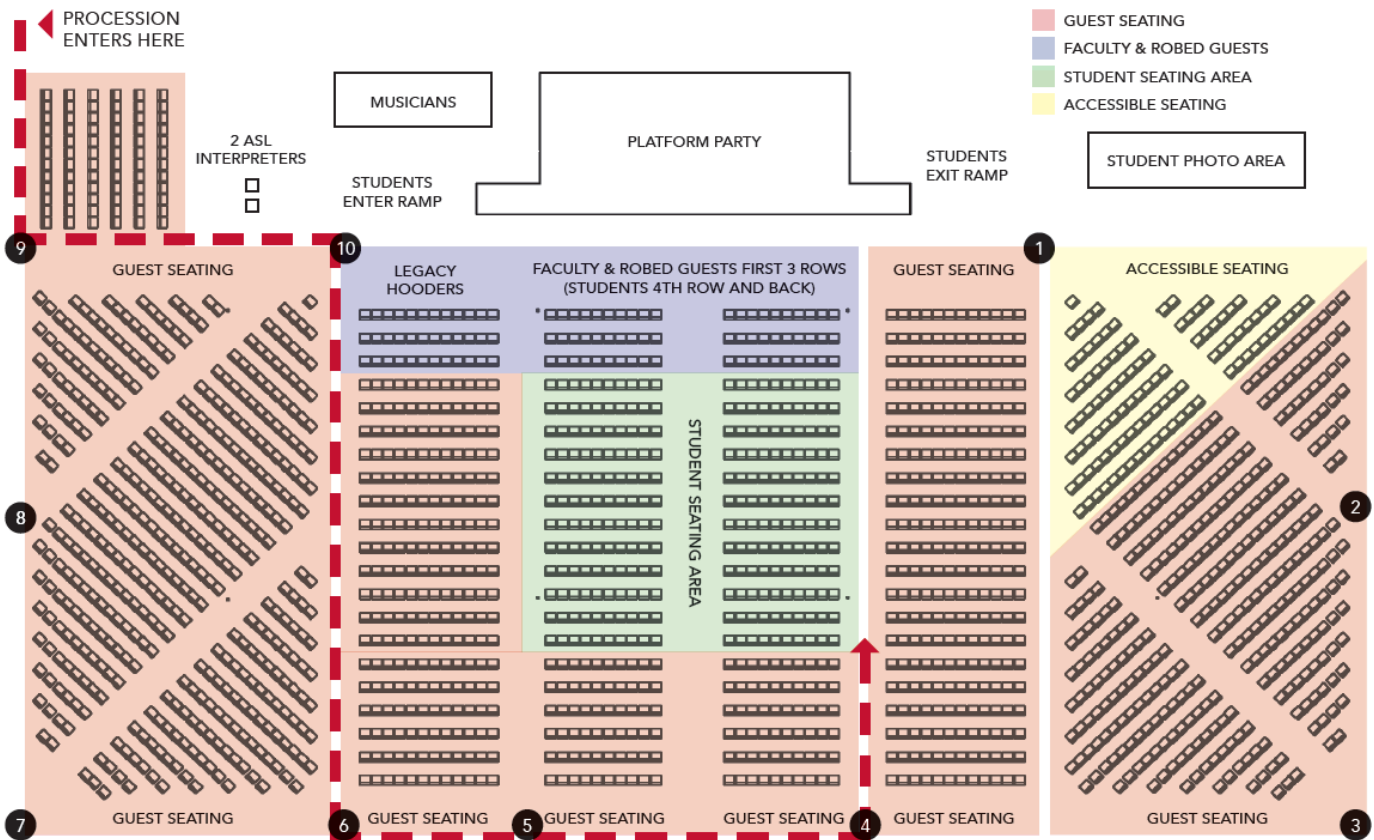 PROCESSION
ENTERS HERE
GUEST SEATING
FACULTY & ROBED GUESTS
STUDENT SEATING AREA
ACCESSIBLE SEATING
MUSICIANS
PLATFORM PARTY
2 ASL
INTERPRETERS
STUDENTS
ENTER RAMP
STUDENTS
EXIT RAMP
STUDENT PHOTO AREA
9
10
1
GUEST SEATING
LEGACY
HOODERS
FACULTY & ROBED GUESTS FIRST 3 ROWS
(STUDENTS 4TH ROW AND BACK)
GUEST SEATING
ACCESSIBLE SEATING
STUDENT SEATING AREA
8
2
7
GUEST SEATING
6
GUEST SEATING
5
GUEST SEATING
GUEST SEATING
4
GUEST SEATING
GUEST SEATING
3